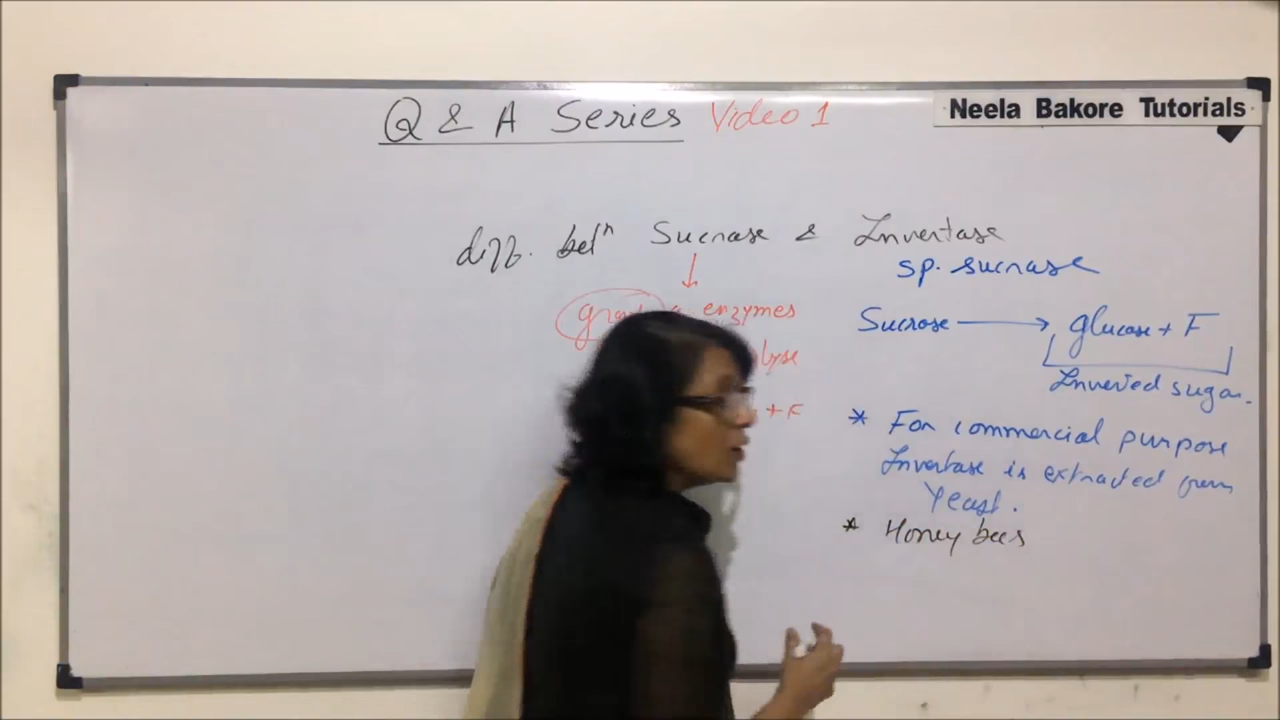 Q & A Series Video 1
Neela Bakore Tutorials
diff. betⁿ Sucrase & Invertase
sp. sucrase
enzymes
Sucrose → glucose + F
+ F
Inverted sugar.
* For commercial purpose
Invertase is extracted from
Yeast.
* Honey bees